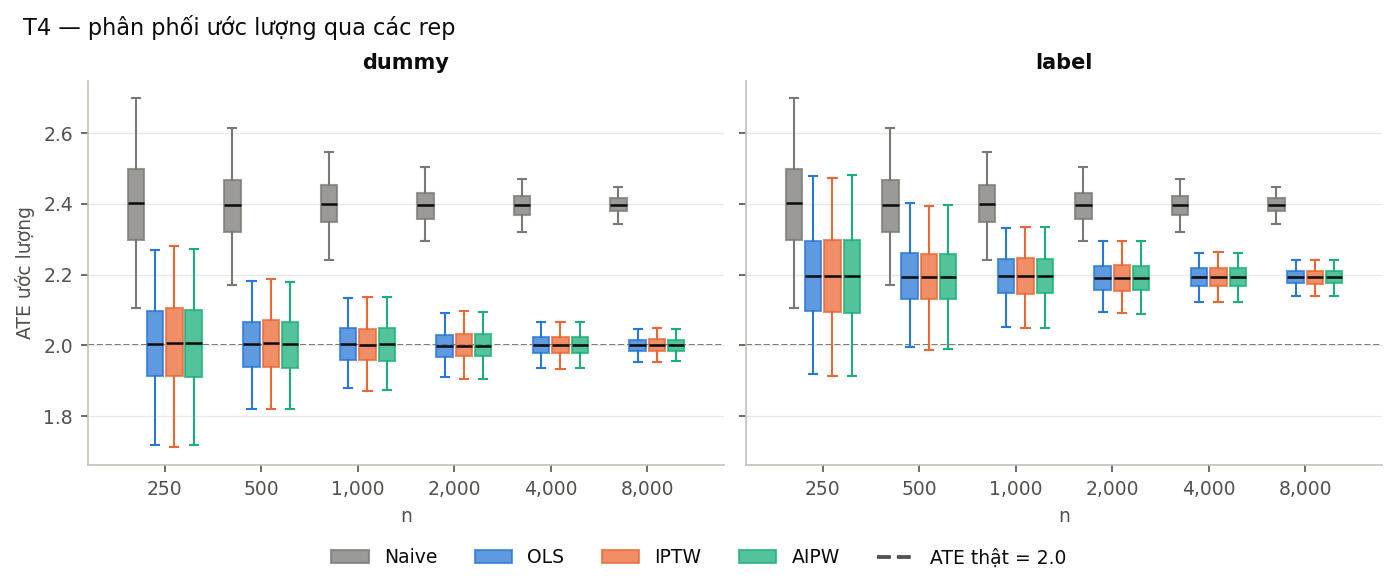 T4 — phân phối ước lượng qua các rep
dummy
label
ATE ước lượng
2.6
2.4
2.2
2.0
1.8
250 500 1,000 2,000 4,000 8,000
250 500 1,000 2,000 4,000 8,000
n
n
Naive OLS IPTW AIPW ATE thật = 2.0